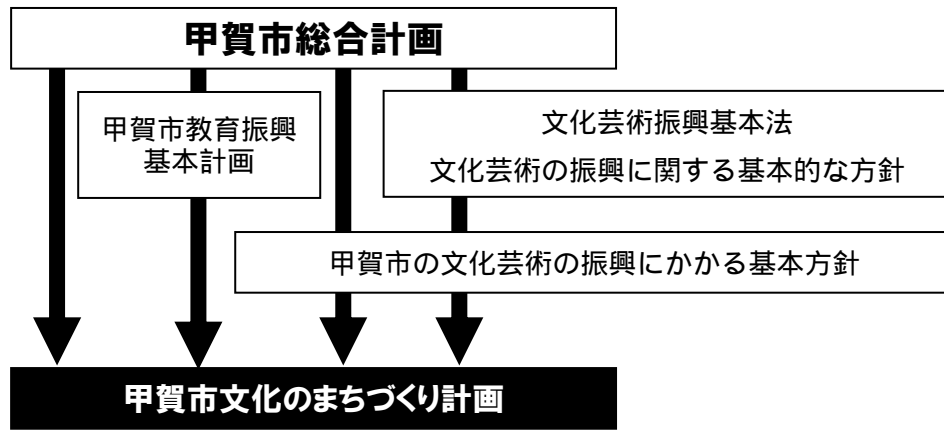 甲賀市総合計画
甲賀市教育振興
基本計画
文化芸術振興基本法
文化芸術の振興に関する基本的な方針
甲賀市の文化芸術の振興にかかる基本方針
甲賀市文化のまちづくり計画